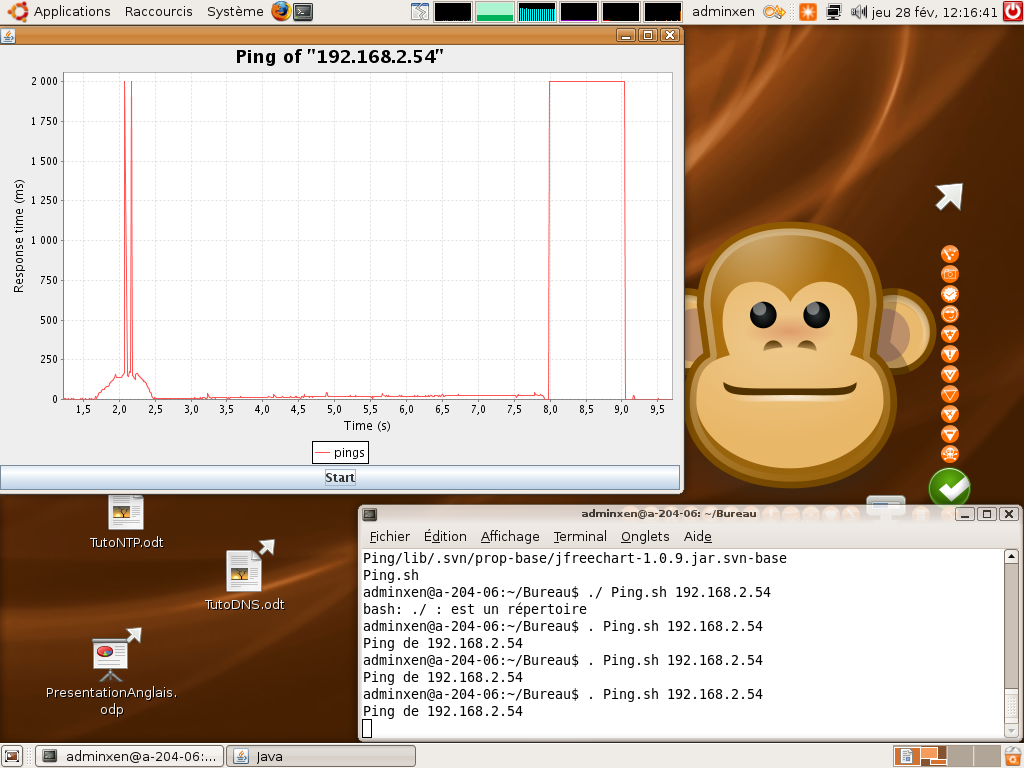 Applications Raccourcis Système adminxen jeu 28 fév, 12:16:41
Ping of "192.168.2.54"
2 000
1 750
1 500
1 250
1 000
750
500
250
0
Response time (ms)
1,5 2,0 2,5 3,0 3,5 4,0 4,5 5,0 5,5 6,0 6,5 7,0 7,5 8,0 8,5 9,0 9,5
Time (s)
pings
Start
TutoNTP.odt
TutoDNS.odt
PresentationAnglais.
odp
adminxen@a-204-06: ~/Bureau
Fichier Édition Affichage Terminal Onglets Aide
Ping/lib/.svn/prop-base/jfreechart-1.0.9.jar.svn-base
Ping.sh
adminxen@a-204-06:~/Bureau$ ./ Ping.sh 192.168.2.54
bash: ./ : est un répertoire
adminxen@a-204-06:~/Bureau$ . Ping.sh 192.168.2.54
Ping de 192.168.2.54
adminxen@a-204-06:~/Bureau$ . Ping.sh 192.168.2.54
Ping de 192.168.2.54
adminxen@a-204-06:~/Bureau$ . Ping.sh 192.168.2.54
Ping de 192.168.2.54
adminxen@a-204-06:... Java